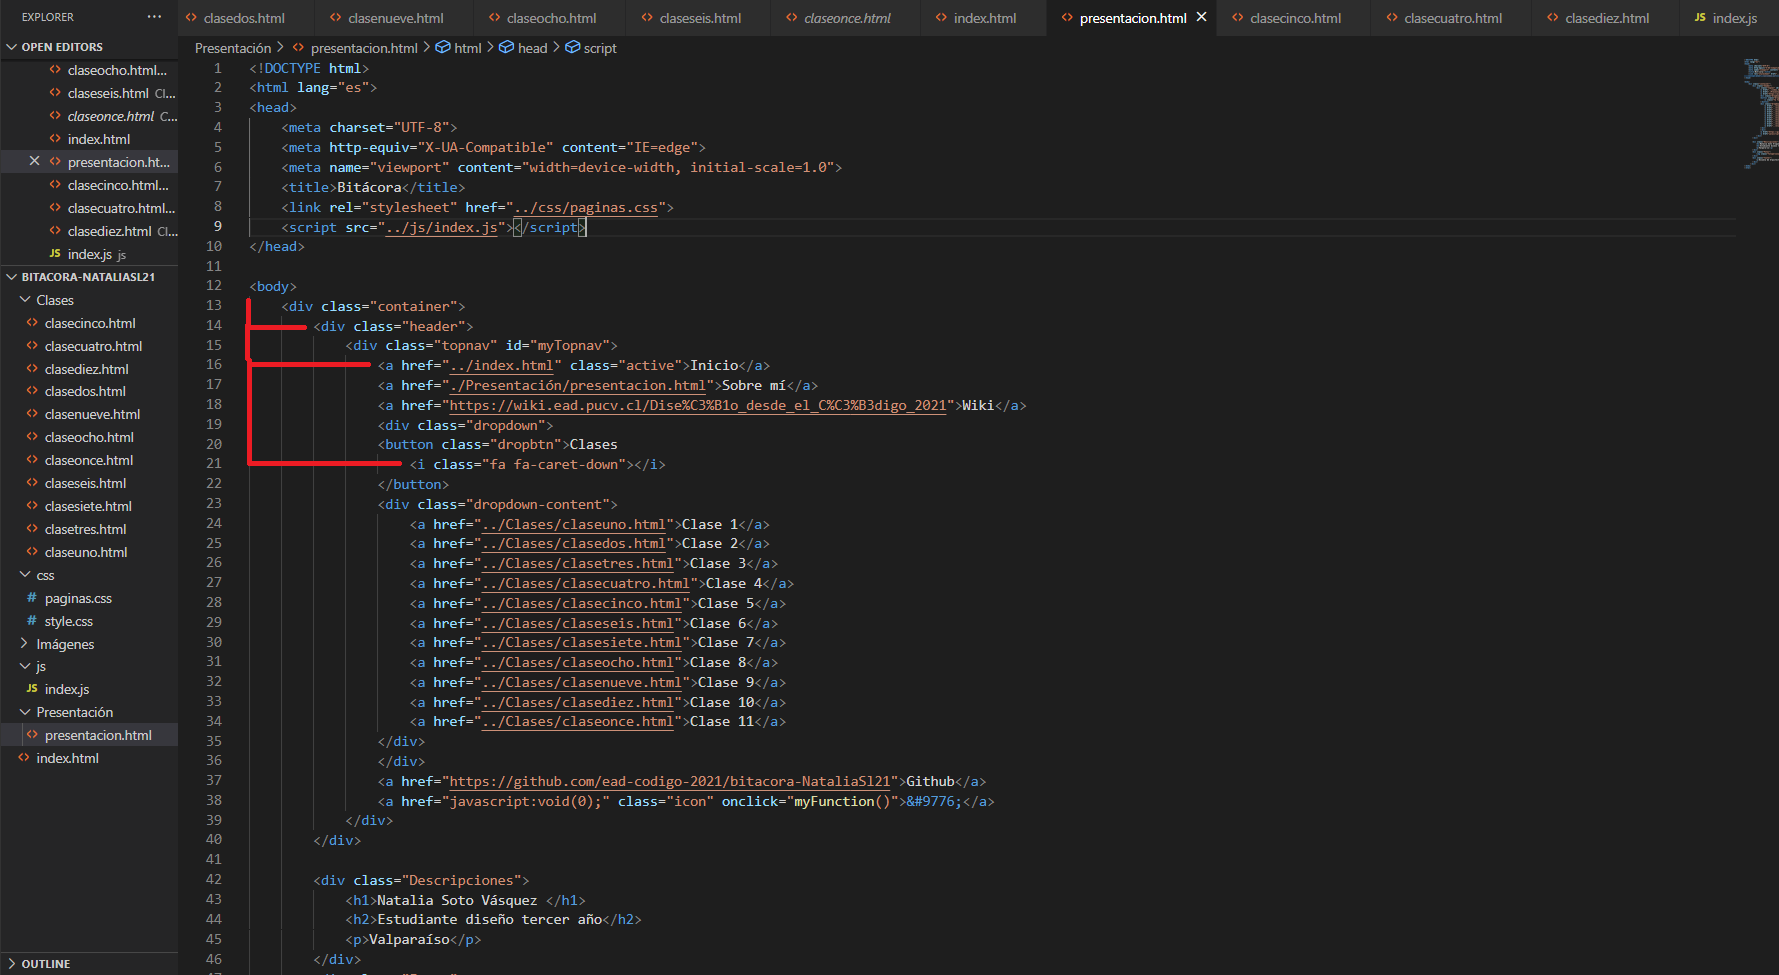 EXPLORER ...
OPEN EDITORS
claseocho.html...
claseseis.html Cl...
claseonce.html C...
index.html
presentacion.ht...
clasecinco.html...
clasecuatro.html...
clasediez.html Cl...
JS index.js js
BITACORA-NATALIASL21
Clases
clasecinco.html
clasecuatro.html
clasediez.html
clasedos.html
clasenueve.html
claseocho.html
claseonce.html
claseseis.html
clasesiete.html
clasetres.html
claseuno.html
css
# paginas.css
# style.css
Imágenes
js
JS index.js
Presentación
presentacion.html
index.html
OUTLINE
clasedos.html clasenueve.html claseocho.html claseseis.html claseonce.html index.html presentacion.html clasecinco.html clasecuatro.html clasediez.html JS index.js
Presentación > presentacion.html > html > head > script
1 <!DOCTYPE html>
2 <html lang="es">
3 <head>
4 <meta charset="UTF-8">
5 <meta http-equiv="X-UA-Compatible" content="IE=edge">
6 <meta name="viewport" content="width=device-width, initial-scale=1.0">
7 <title>Bitácora</title>
8 <link rel="stylesheet" href="../css/paginas.css">
9 <script src="../js/index.js"></script>
10 </head>
11
12 <body>
13 <div class="container">
14 <div class="header">
15 <div class="topnav" id="myTopnav">
16 <a href="../index.html" class="active">Inicio</a>
17 <a href="./Presentación/presentacion.html">Sobre mí</a>
18 <a href="https://wiki.ead.pucv.cl/Dise%C3%B1o_desde_el_C%C3%B3digo_2021">Wiki</a>
19 <div class="dropdown">
20 <button class="dropbtn">Clases
21 <i class="fa fa-caret-down"></i>
22 </button>
23 <div class="dropdown-content">
24 <a href="../Clases/claseuno.html">Clase 1</a>
25 <a href="../Clases/clasedos.html">Clase 2</a>
26 <a href="../Clases/clasetres.html">Clase 3</a>
27 <a href="../Clases/clasecuatro.html">Clase 4</a>
28 <a href="../Clases/clasecinco.html">Clase 5</a>
29 <a href="../Clases/claseseis.html">Clase 6</a>
30 <a href="../Clases/clasesiete.html">Clase 7</a>
31 <a href="../Clases/claseocho.html">Clase 8</a>
32 <a href="../Clases/clasenueve.html">Clase 9</a>
33 <a href="../Clases/clasediez.html">Clase 10</a>
34 <a href="../Clases/claseonce.html">Clase 11</a>
35 </div>
36 </div>
37 <a href="https://github.com/ead-codigo-2021/bitacora-NataliaSl21">Github</a>
38 <a href="javascript:void(0);" class="icon" onclick="myFunction()">&#9776;</a>
39 </div>
40 </div>
41
42 <div class="Descripciones">
43 <h1>Natalia Soto Vásquez </h1>
44 <h2>Estudiante diseño tercer año</h2>
45 <p>Valparaíso</p>
46 </div>